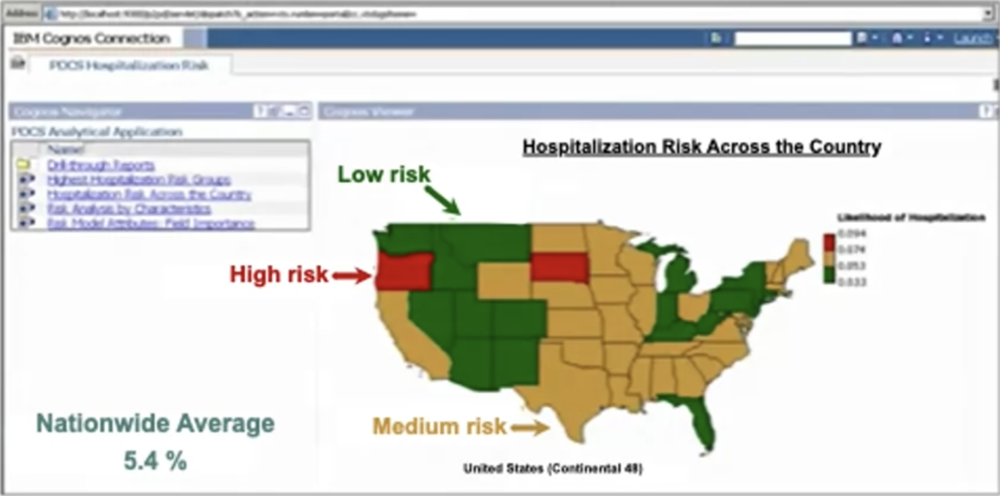 Address
IBM Cognos Connection
Launch
PDCS Hospitalization Risk
Cognos Navigator
Cognos Viewer
PDCS Analytical Application
Name
Drill-through Reports
Highest Hospitalization Risk Groups
Hospitalization Risk Across the Country
Risk Analysis by Characteristics
Risk Model Attributes: Field Importance
Hospitalization Risk Across the Country
Low risk
High risk
Medium risk
Likelihood of Hospitalization
0.094
0.074
0.053
0.033
Nationwide Average
5.4 %
United States (Continental 48)